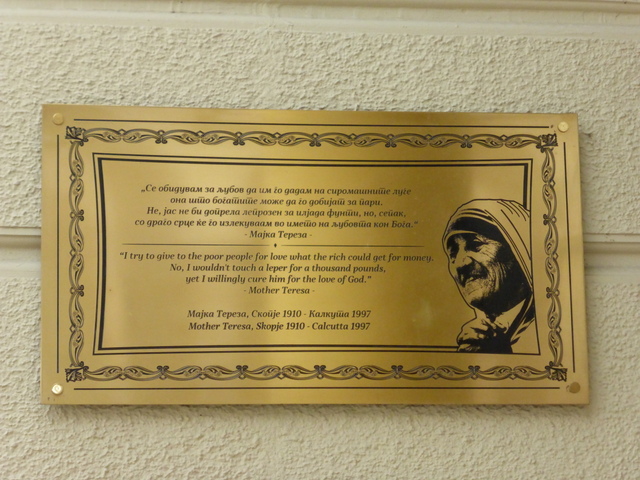 „Се обидувам за љубов да им го дадам на сиромашните луѓе
она што богатите може да го добијат за пари.
Не, јас не би допрела лепрозен за илјада фунти, но, сепак,
со драго срце ќе го излекувам во името на љубовта кон Бога.“
- Мајка Тереза -
“I try to give to the poor people for love what the rich could get for money.
No, I wouldn't touch a leper for a thousand pounds,
yet I willingly cure him for the love of God.”
- Mother Teresa -
Мајка Тереза, Скопје 1910 - Калкута 1997
Mother Teresa, Skopje 1910 - Calcutta 1997